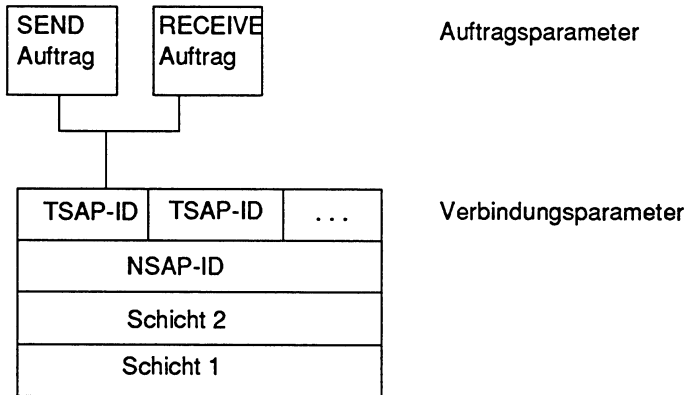 SEND
Auftrag
RECEIVE
Auftrag
Auftragsparameter
TSAP-ID
TSAP-ID
...
Verbindungsparameter
NSAP-ID
Schicht 2
Schicht 1